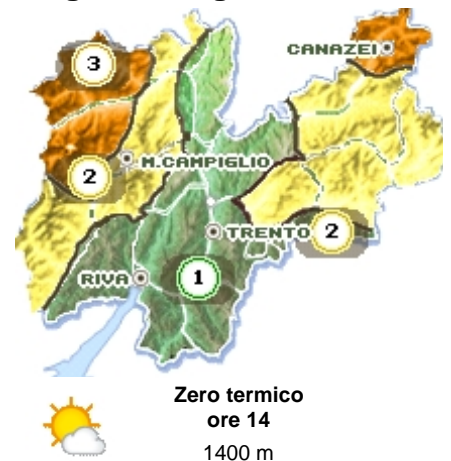 3
CANAZEI
M.CAMPIGLIO
2
TRENTO
2
RIVA
1
Zero termico
ore 14
1400 m